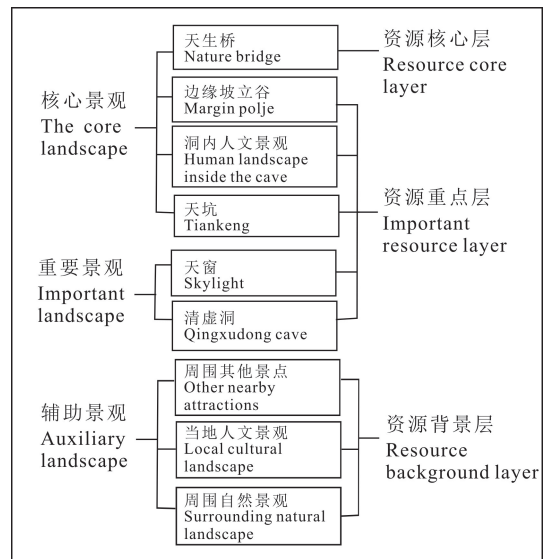 核心景观
The core
landscape
重要景观
Important
landscape
辅助景观
Auxiliary
landscape
天生桥
Nature bridge
边缘坡立谷
Margin polje
洞内人文景观
Human landscape
inside the cave
天坑
Tiankeng
天窗
Skylight
清虚洞
Qingxudong cave
周围其他景点
Other nearby
attractions
当地人文景观
Local cultural
landscape
周围自然景观
Surrounding natural
landscape
资源核心层
Resource core
layer
资源重点层
Important
resource layer
资源背景层
Resource
background layer